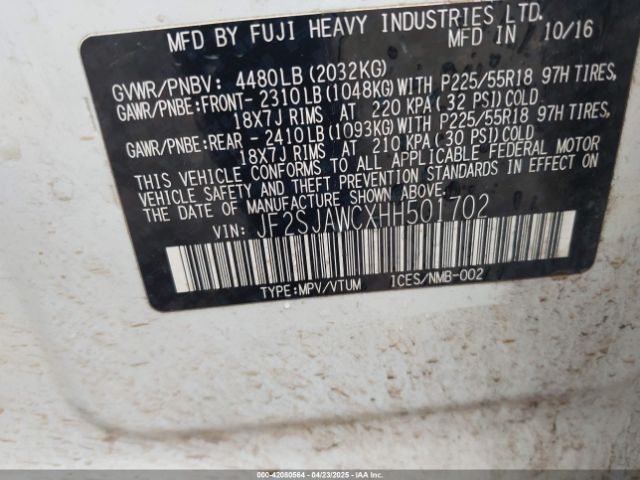 MFD BY FUJI HEAVY INDUSTRIES LTD.
MFD IN 10/16
GVWR/PNBV: 4480LB(2032KG)
GAWR/PNBE:FRONT- 2310LB(1048KG)WITH P225/55R18 97H TIRES,
18X7J RIMS AT 220 KPA(32 PSI)COLD
GAWR/PNBE:REAR - 2410LB(1093KG)WITH P225/55R18 97H TIRES,
18X7J RIMS AT 210 KPA(30 PSI)COLD
THIS VEHICLE CONFORMS TO ALL APPLICABLE FEDERAL MOTOR
VEHICLE SAFETY AND THEFT PREVENTION STANDARDS IN EFFECT ON
THE DATE OF MANUFACTURE SHOWN ABOVE.
VIN: JF2SJAWCXHH501702
TYPE:MPV/VTUM ICES/NMB-002
000-42080564 - 04/23/2025 - IAAI.com